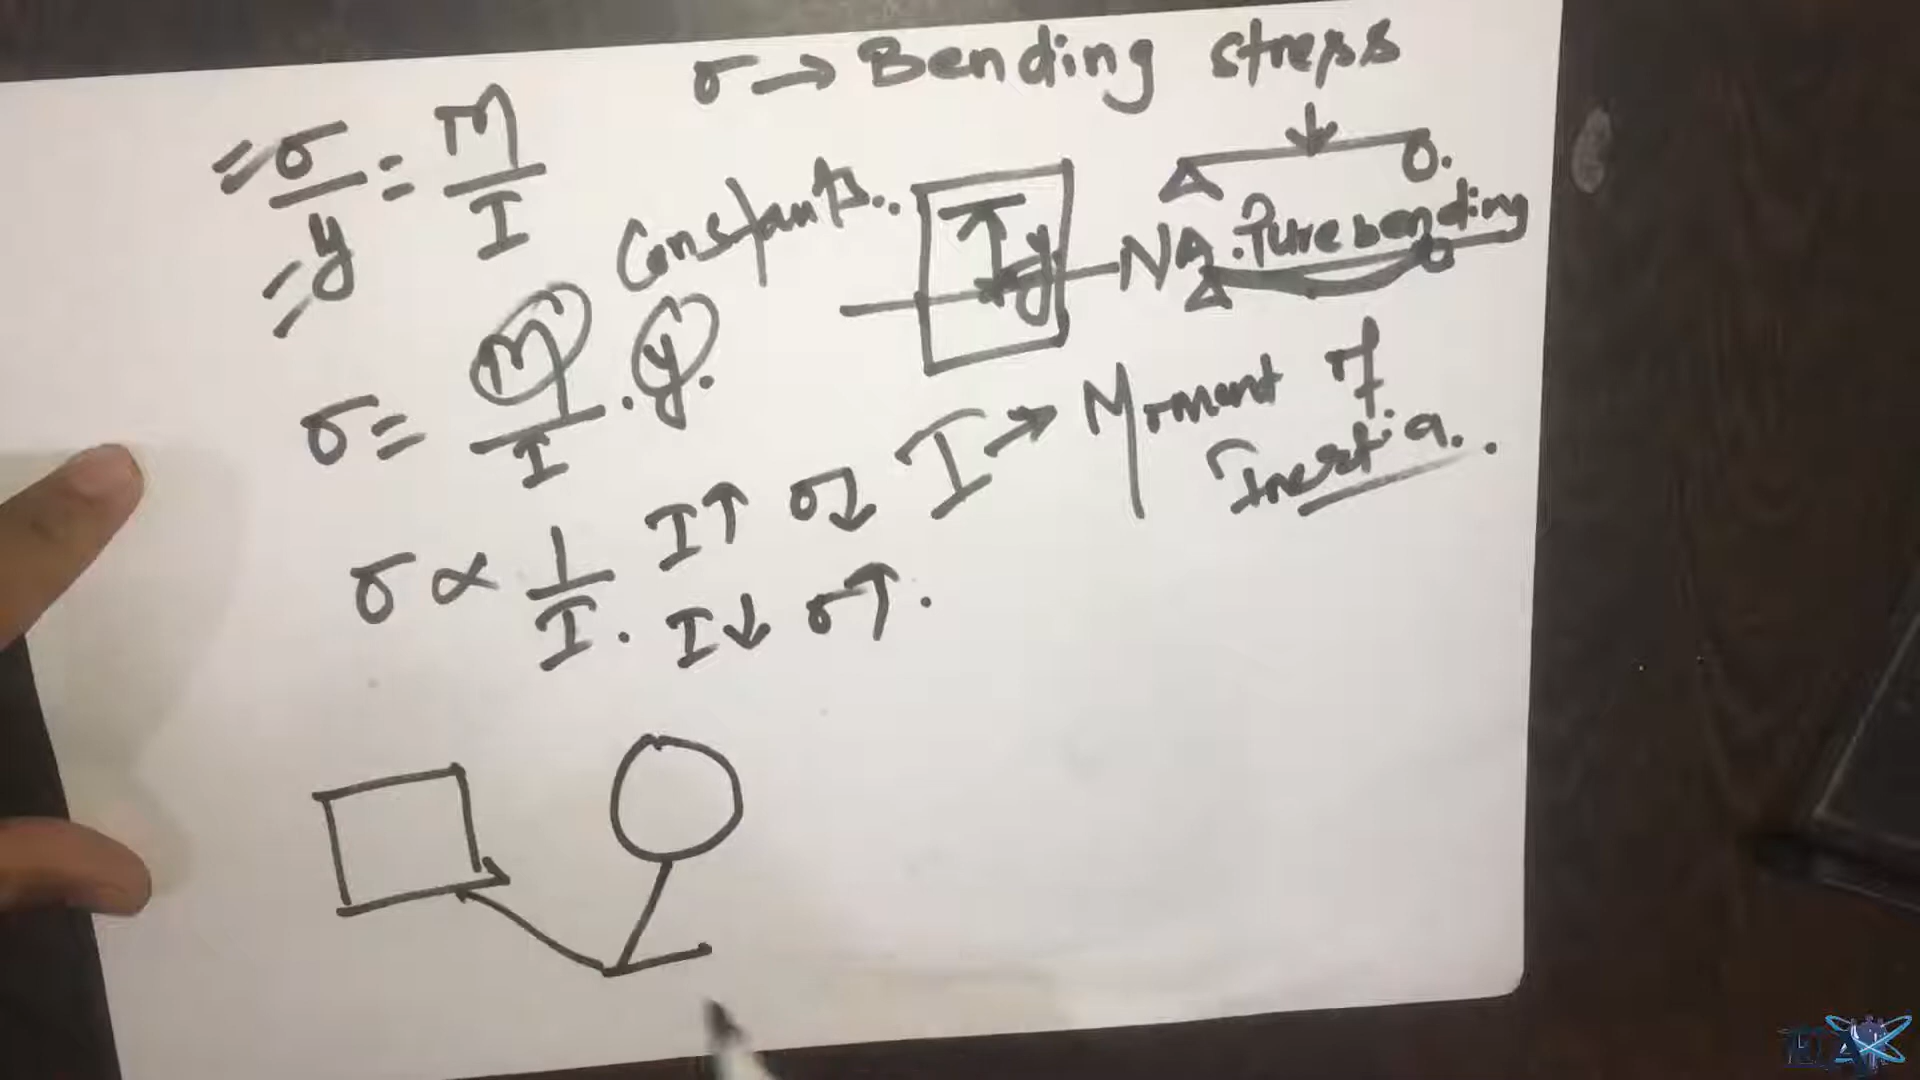 σ → Bending stress
σ/y = M/I
Constants..
y
NA.
Pure bending
σ = M/I . y.
I → Moment of
Inertia..
σ ∝ 1/I.
I↑ σ↓
I↓ σ↑.